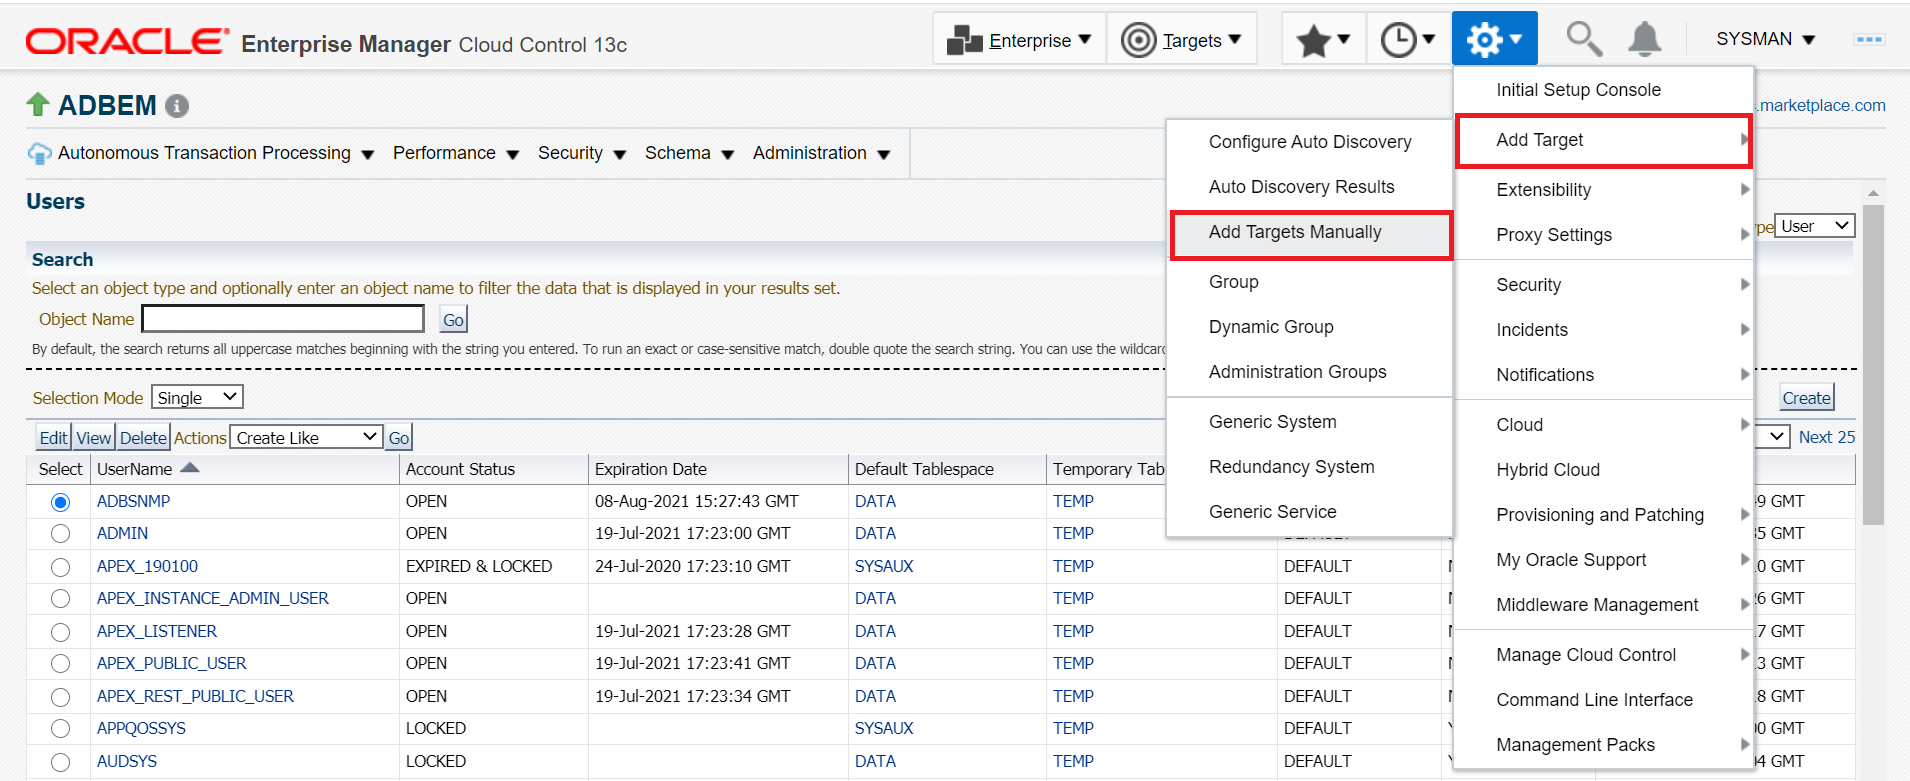 ORACLE® Enterprise Manager Cloud Control 13c
Enterprise
Targets
SYSMAN
ADBEM
.marketplace.com
Autonomous Transaction Processing Performance Security Schema Administration
Users
User
Search
Select an object type and optionally enter an object name to filter the data that is displayed in your results set.
Object Name Go
By default, the search returns all uppercase matches beginning with the string you entered. To run an exact or case-sensitive match, double quote the search string. You can use the wildcard
Selection Mode Single
Create
Edit View Delete Actions Create Like Go
Next 25
Select UserName Account Status Expiration Date Default Tablespace Temporary Tab
ADBSNMP OPEN 08-Aug-2021 15:27:43 GMT DATA TEMP GMT
ADMIN OPEN 19-Jul-2021 17:23:00 GMT DATA TEMP DEFAULT 35 GMT
APEX_190100 EXPIRED & LOCKED 24-Jul-2020 17:23:10 GMT SYSAUX TEMP DEFAULT 0 GMT
APEX_INSTANCE_ADMIN_USER OPEN DATA TEMP DEFAULT 26 GMT
APEX_LISTENER OPEN 19-Jul-2021 17:23:28 GMT DATA TEMP DEFAULT 7 GMT
APEX_PUBLIC_USER OPEN 19-Jul-2021 17:23:41 GMT DATA TEMP DEFAULT 3 GMT
APEX_REST_PUBLIC_USER OPEN 19-Jul-2021 17:23:34 GMT DATA TEMP DEFAULT 8 GMT
APPQOSSYS LOCKED SYSAUX TEMP DEFAULT 00 GMT
AUDSYS LOCKED DATA TEMP DEFAULT 04 GMT
Initial Setup Console
Add Target
Extensibility
Proxy Settings
Security
Incidents
Notifications
Cloud
Hybrid Cloud
Provisioning and Patching
My Oracle Support
Middleware Management
Manage Cloud Control
Command Line Interface
Management Packs
Configure Auto Discovery
Auto Discovery Results
Add Targets Manually
Group
Dynamic Group
Administration Groups
Generic System
Redundancy System
Generic Service